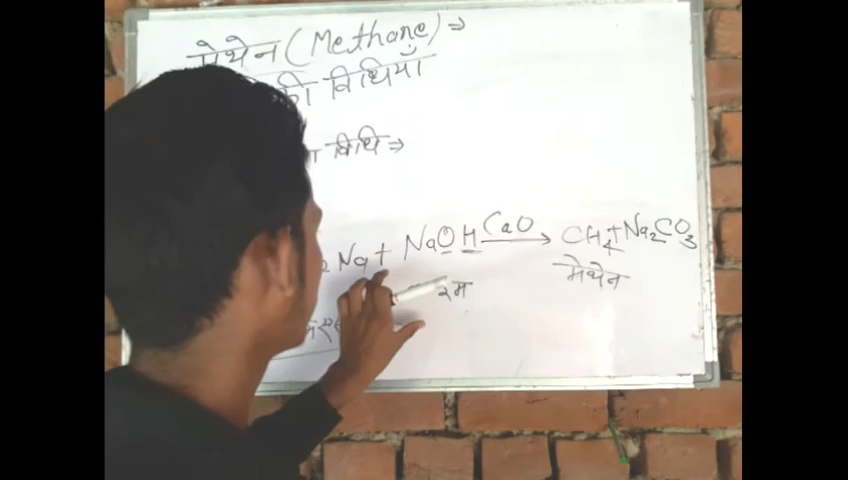 मेथेन (Methane) ⇒
की विधियाँ
विधि ⇒
Na + NaOH CaO → CH4 + Na2CO3
मेथेन